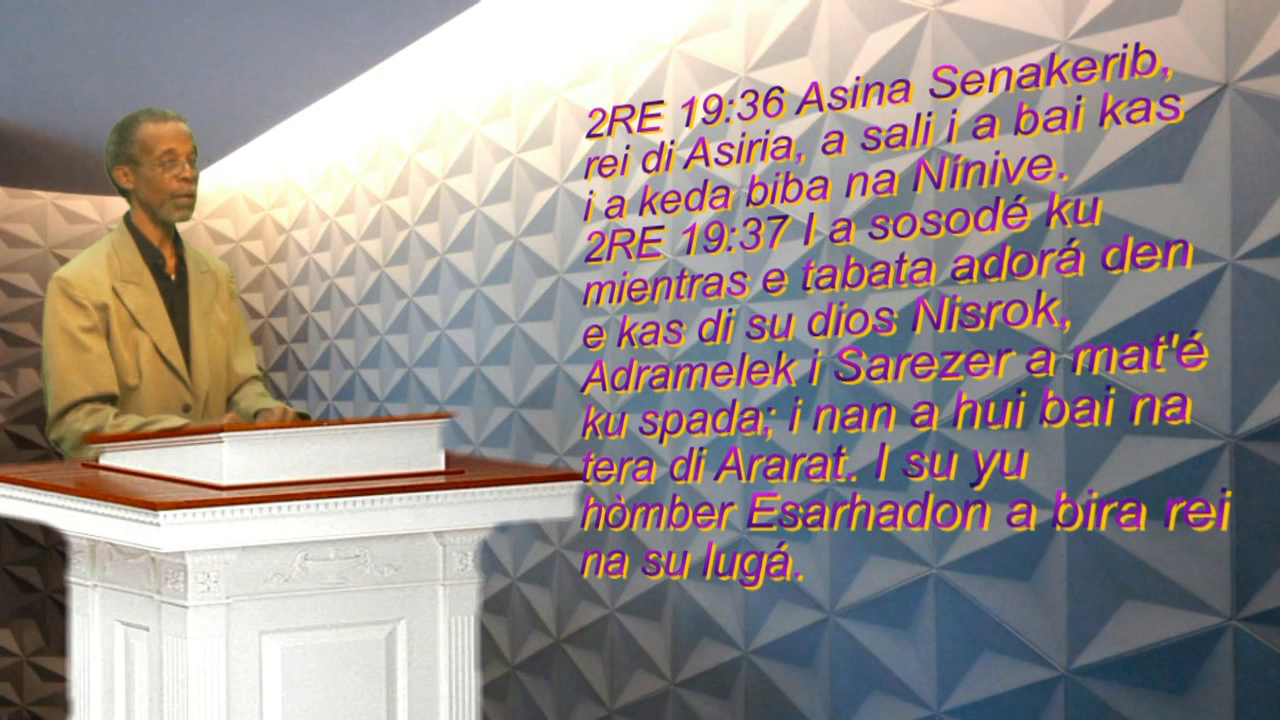 2RE 19:36 Asina Senakerib,
rei di Asiria, a sali i a bai kas
i a keda biba na Nínive.
2RE 19:37 I a sosodé ku
mientras e tabata adorá den
e kas di su dios Nisrok,
Adramelek i Sarezer a mat'é
ku spada; i nan a hui bai na
tera di Ararat. I su yu
hòmber Esarhadon a bira rei
na su lugá.